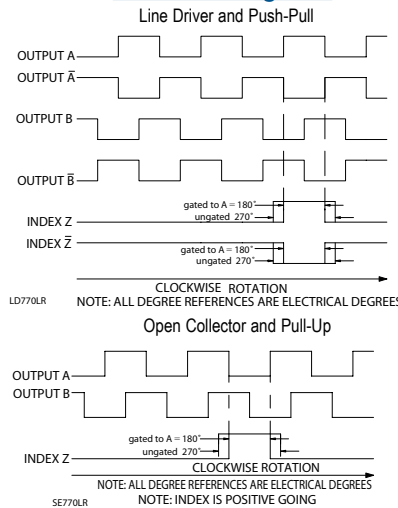 Line Driver and Push-Pull
OUTPUT A
OUTPUT A̅
OUTPUT B
OUTPUT B̅
gated to A = 180°
ungated 270°
INDEX Z
INDEX Z̅
gated to A = 180°
ungated 270°
CLOCKWISE ROTATION
LD770LR
NOTE: ALL DEGREE REFERENCES ARE ELECTRICAL DEGREES
Open Collector and Pull-Up
OUTPUT A
OUTPUT B
gated to A = 180°
ungated 270°
INDEX Z
CLOCKWISE ROTATION
NOTE: ALL DEGREE REFERENCES ARE ELECTRICAL DEGREES
SE770LR
NOTE: INDEX IS POSITIVE GOING